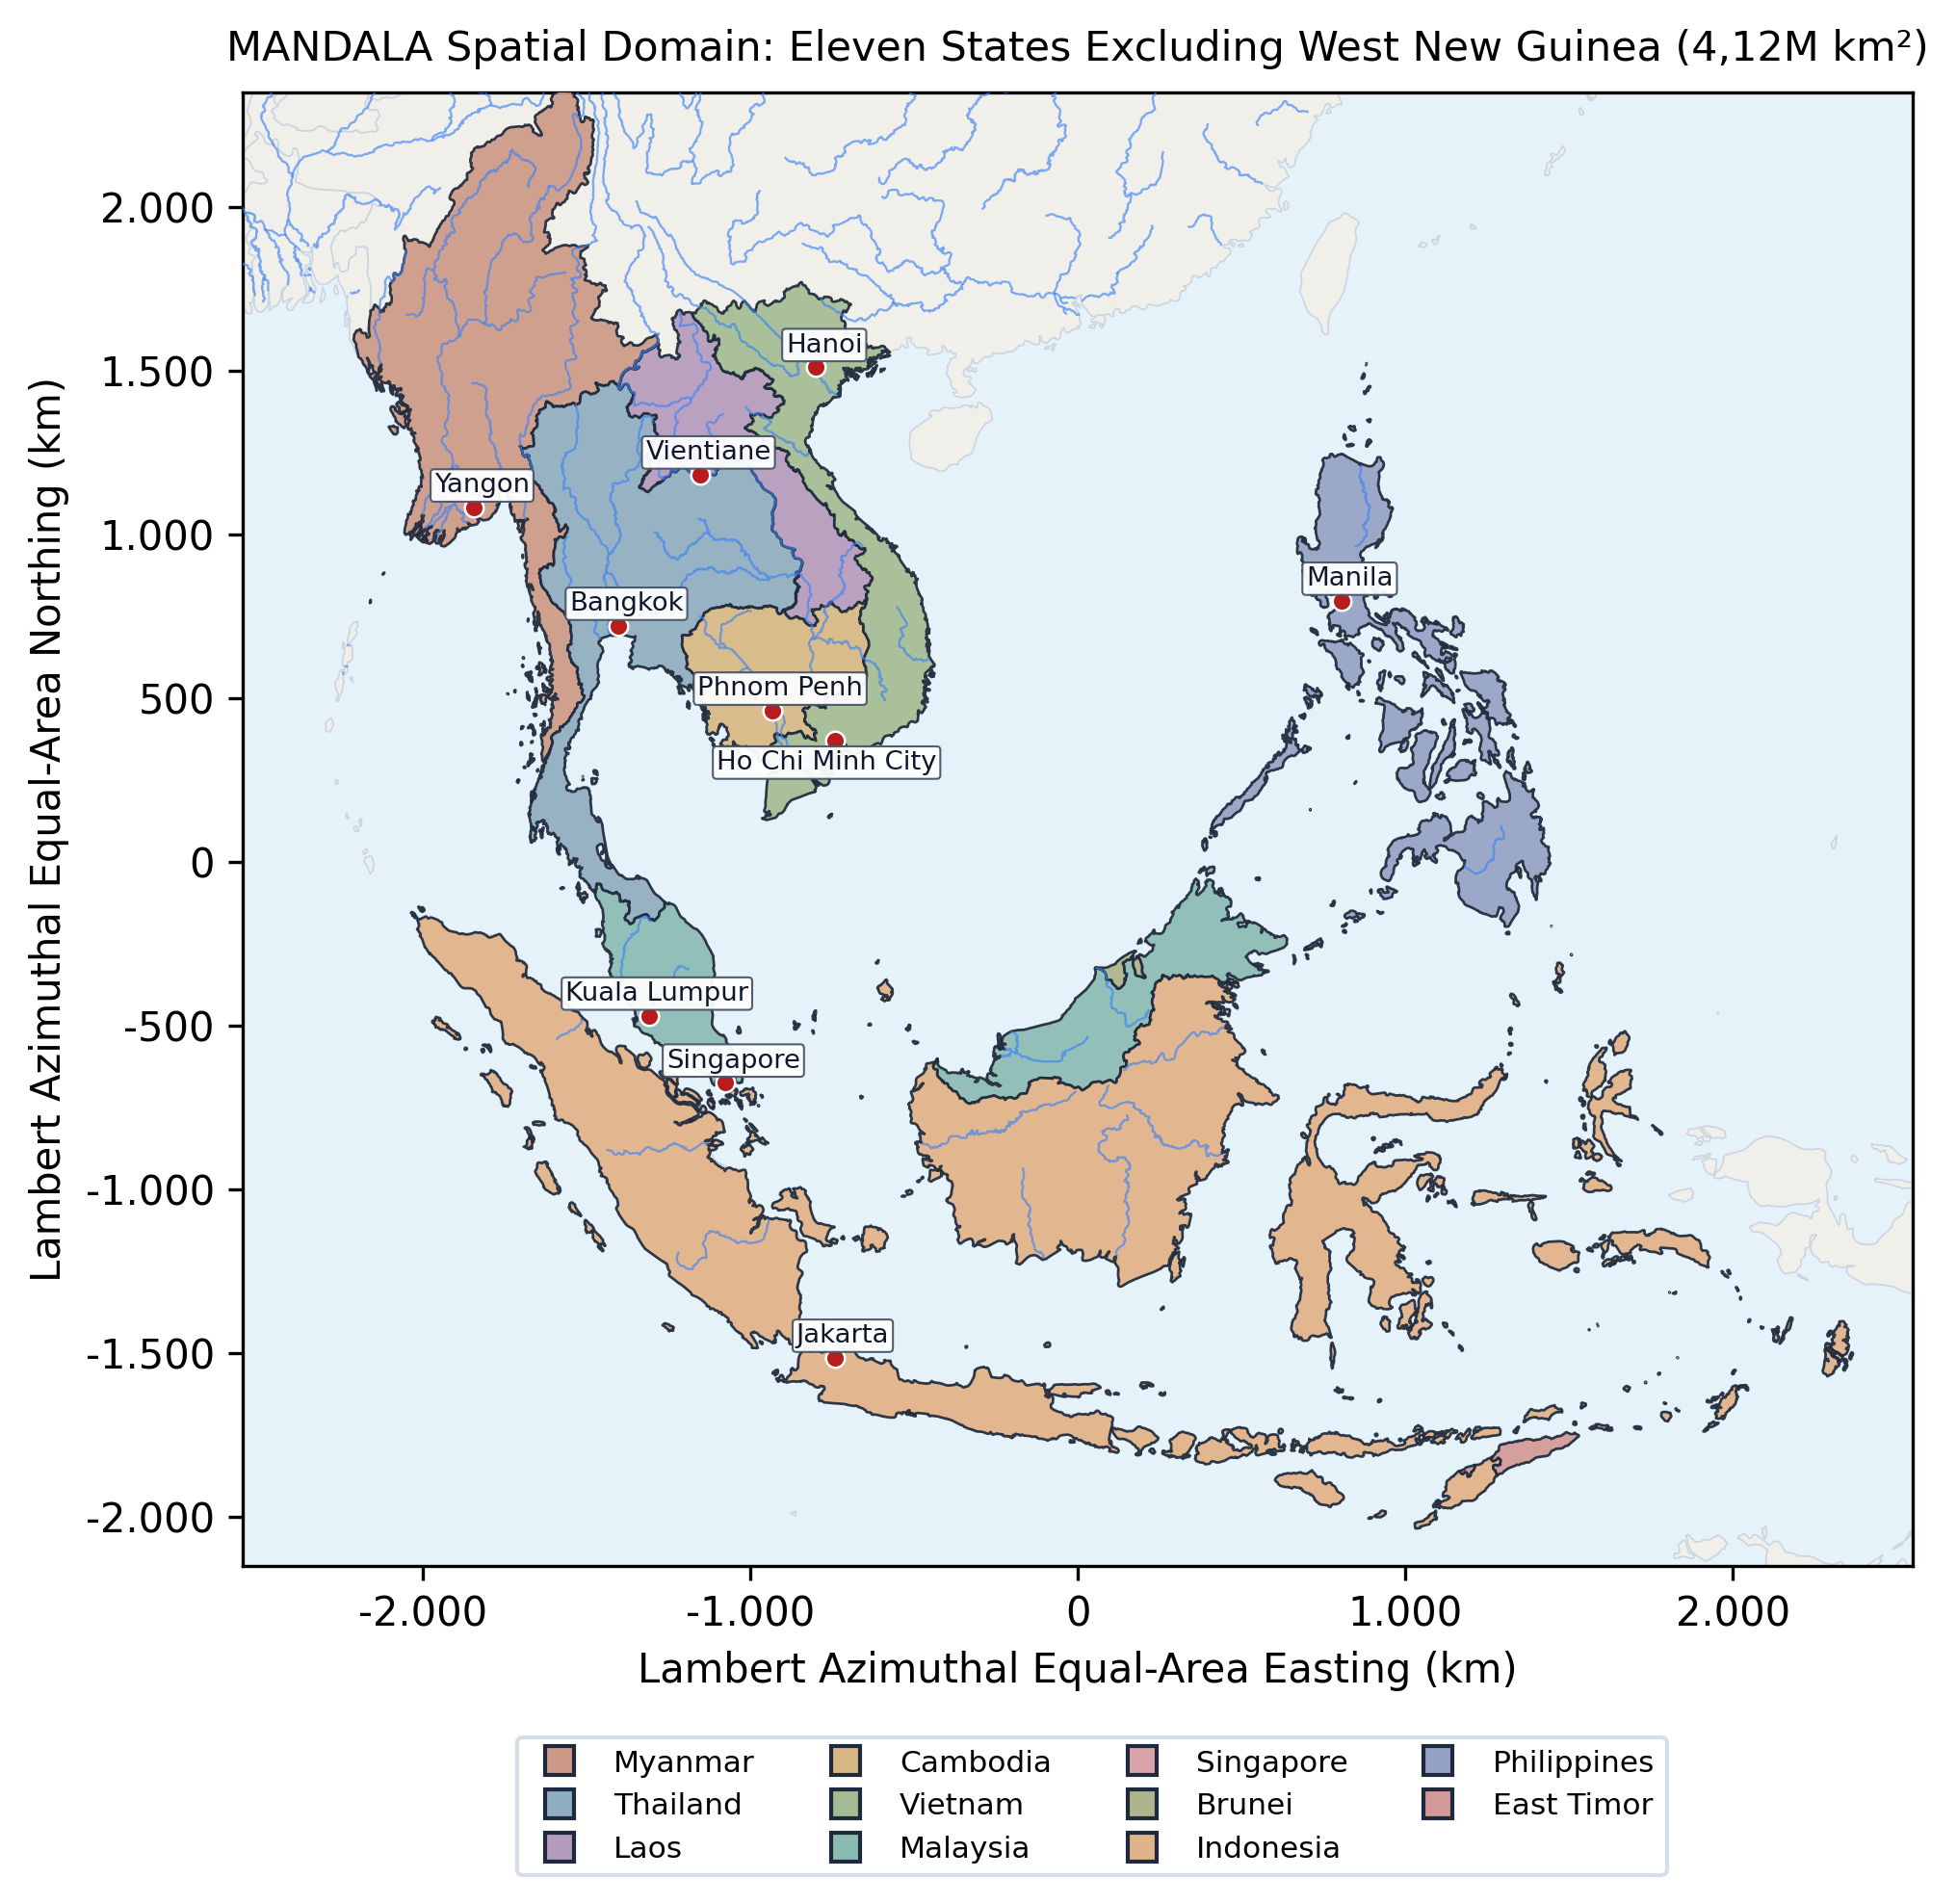 MANDALA Spatial Domain: Eleven States Excluding West New Guinea (4,12M km²)
Lambert Azimuthal Equal-Area Northing (km)
2.000
1.500
1.000
500
0
-500
-1.000
-1.500
-2.000
Hanoi
Vientiane
Yangon
Manila
Bangkok
Phnom Penh
Ho Chi Minh City
Kuala Lumpur
Singapore
Jakarta
-2.000
-1.000
0
1.000
2.000
Lambert Azimuthal Equal-Area Easting (km)
Myanmar
Thailand
Laos
Cambodia
Vietnam
Malaysia
Singapore
Brunei
Indonesia
Philippines
East Timor